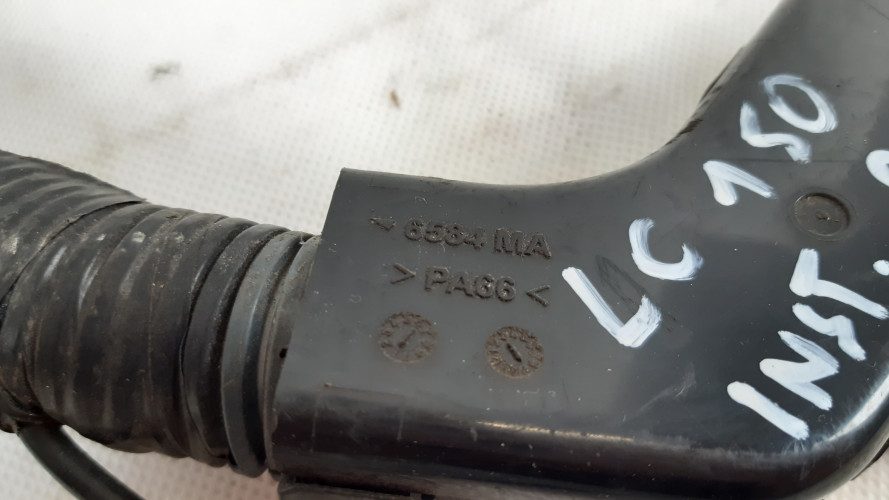 6584 MA
> PA66 <
LC 150
INST.